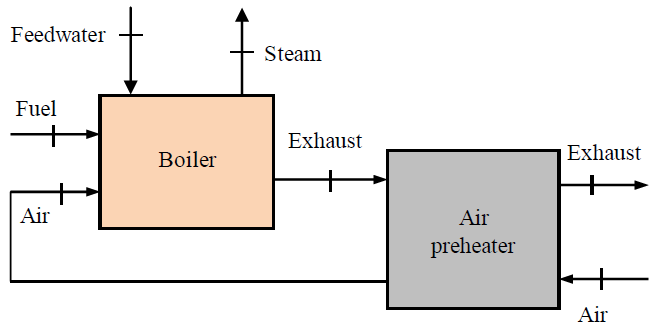 Feedwater
Steam
Fuel
Boiler
Exhaust
Exhaust
Air
Air
preheater
Air